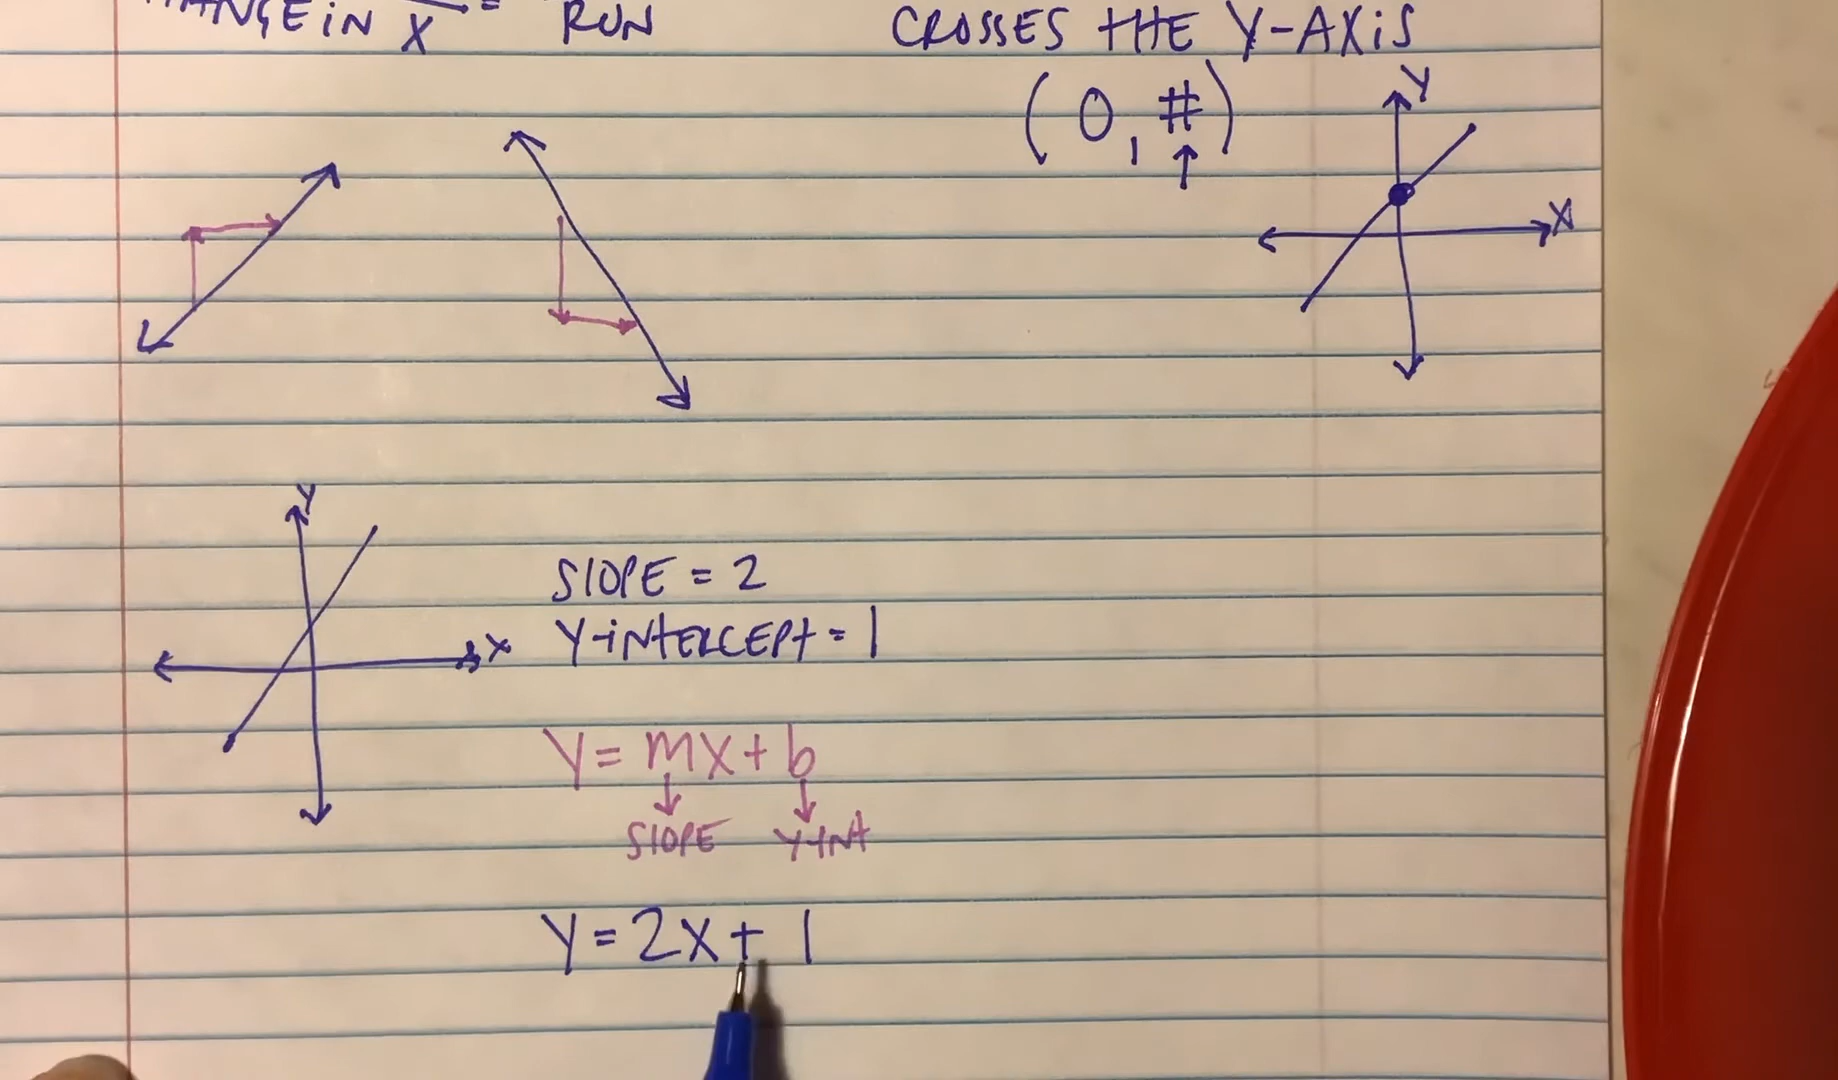 CHANGE IN X = RUN
CROSSES THE Y-AXIS
(0, #)
Y
X
Y
X
SLOPE = 2
Y-INTERCEPT = 1
Y = mX + b
SLOPE Y-INT
Y = 2X + 1